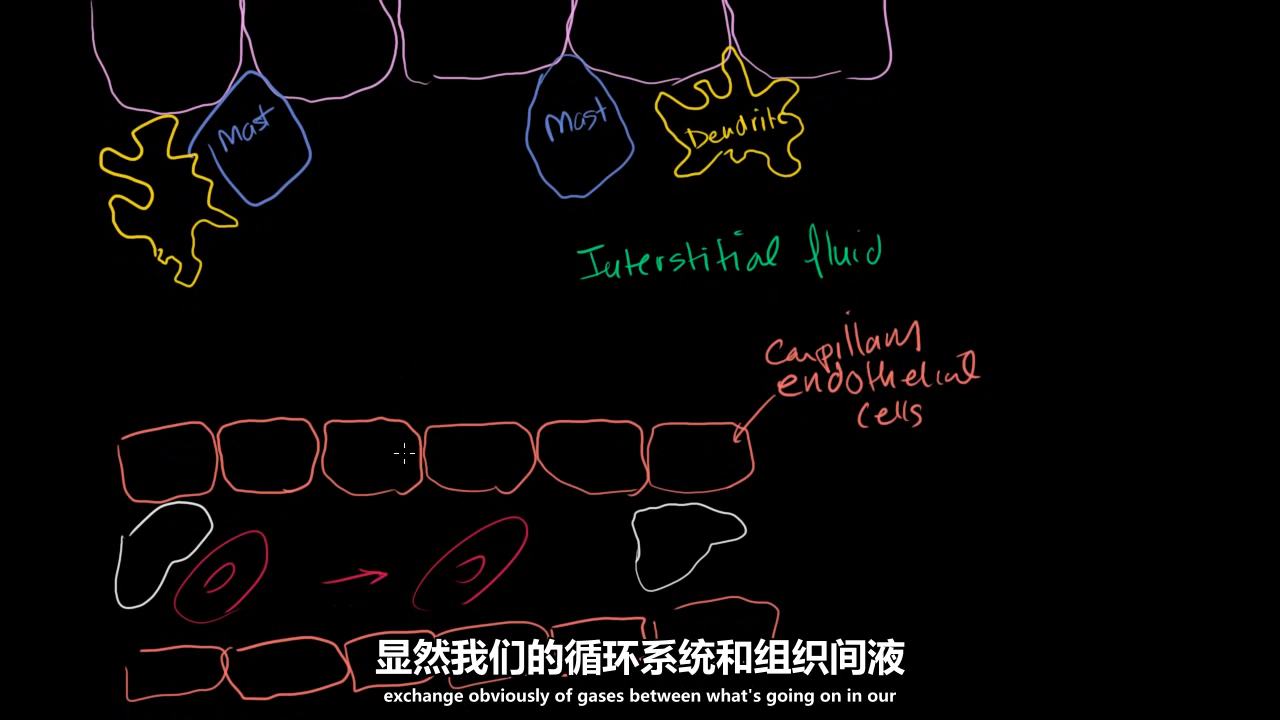 Mast
Mast
Dendrite
Interstitial fluid
Capillary
endothelial
cells
显然我们的循环系统和组织间液
exchange obviously of gases between what's going on in our